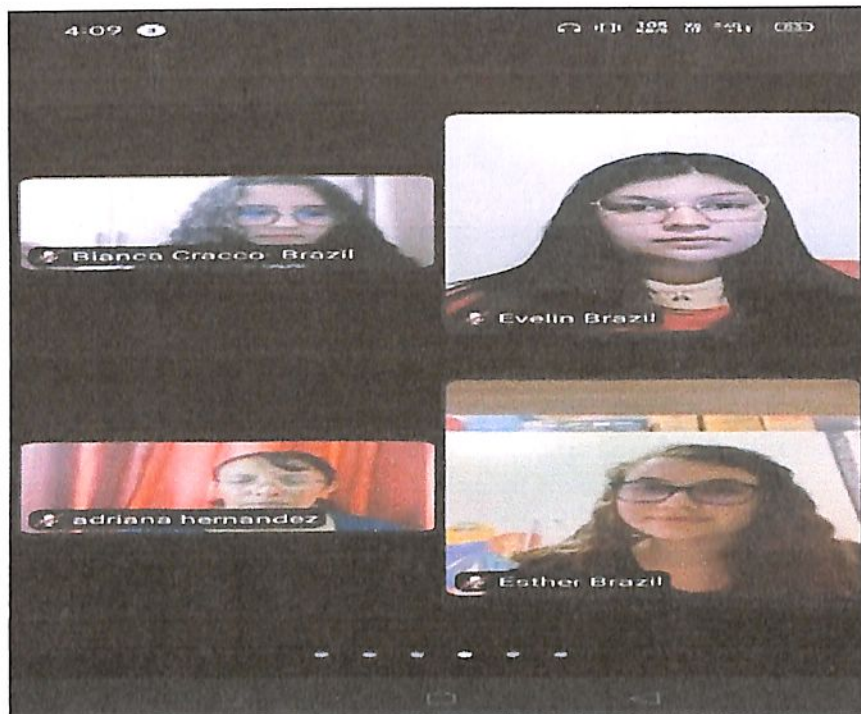 4:09
Bianca Cracco Brazil
Evelin Brazil
adriana hernandez
Esther Brazil